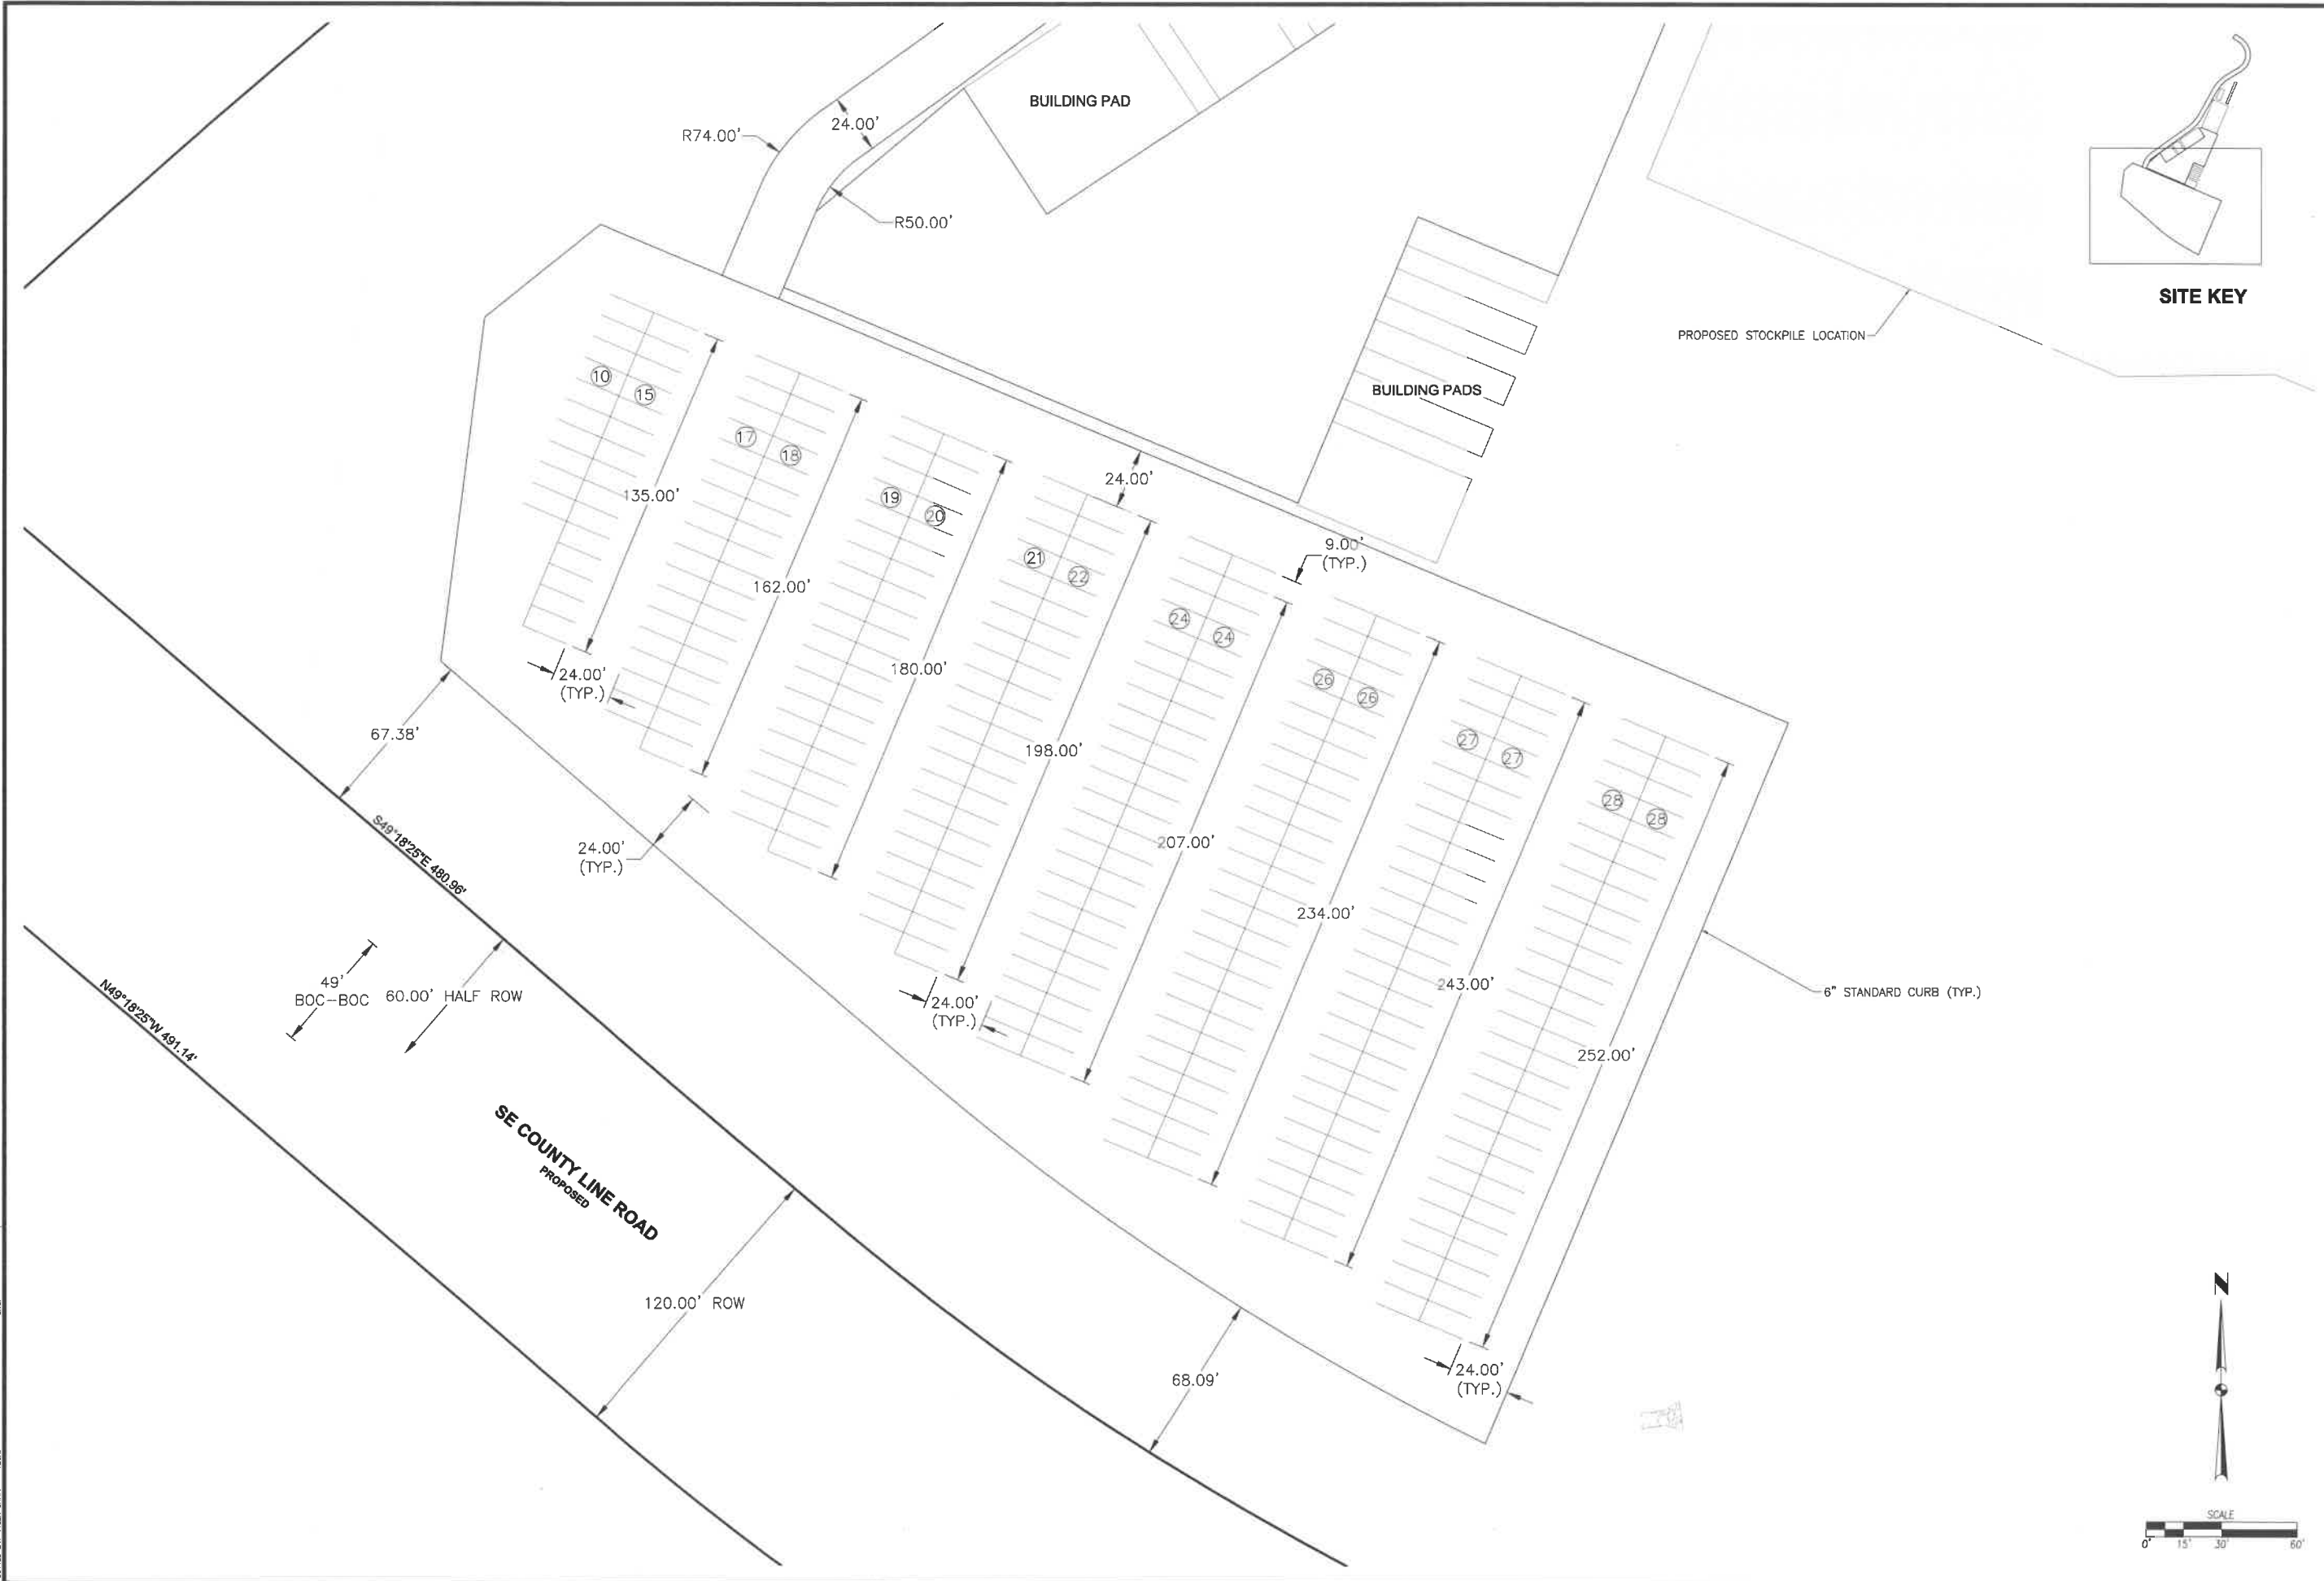 BUILDING PAD
24.00'
R74.00'
R50.00'
SITE KEY
PROPOSED STOCKPILE LOCATION
BUILDING PADS
10
15
17
18
135.00'
19
20
24.00'
21
22
9.00'
(TYP.)
162.00'
24
24
180.00'
24.00'
(TYP.)
26
26
67.38'
198.00'
27
27
28
28
24.00'
(TYP.)
207.00'
S49°18'25"E 480.96'
234.00'
243.00'
49'
BOC-BOC
60.00' HALF ROW
24.00'
(TYP.)
6" STANDARD CURB (TYP.)
N49°18'25"W 491.14'
252.00'
SE COUNTY LINE ROAD
PROPOSED
120.00' ROW
68.09'
24.00'
(TYP.)
N
SCALE
0' 15' 30' 60'